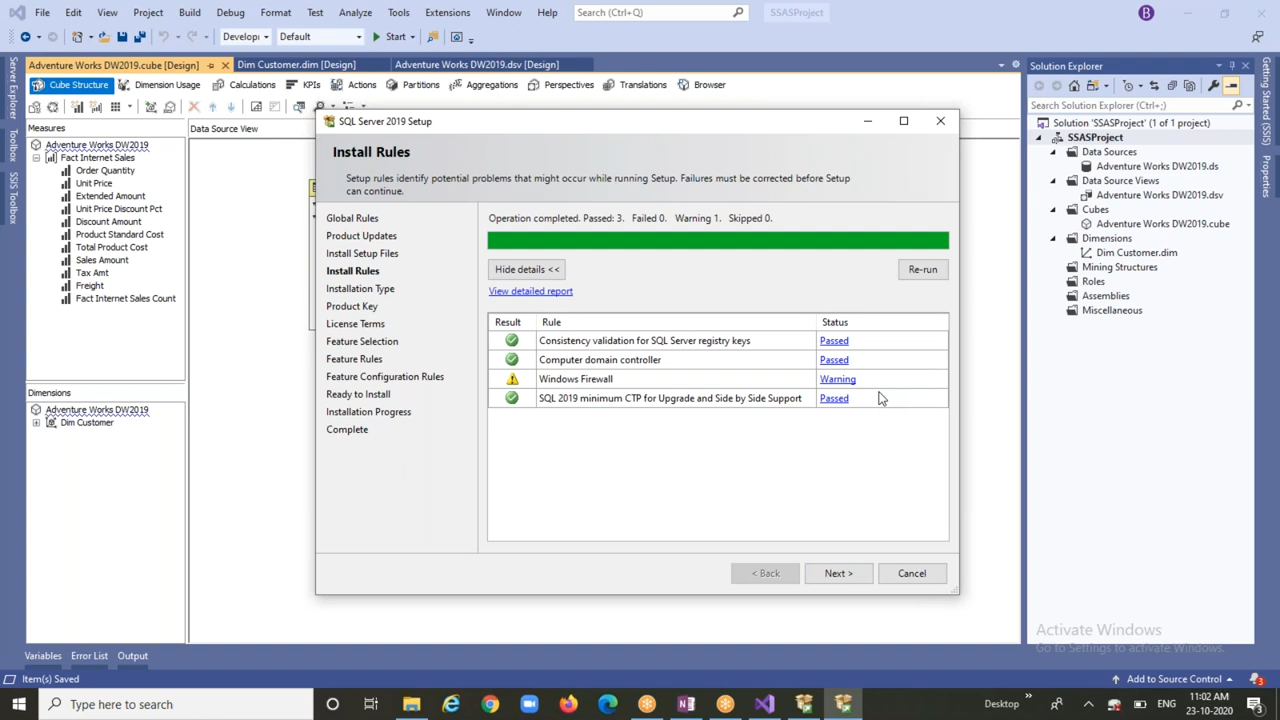 File Edit View Project Build Debug Format Test Analyze Tools Extensions Window Help Search (Ctrl+Q) SSASProject B
Develop Default Start
Adventure Works DW2019.cube [Design] Dim Customer.dim [Design] Adventure Works DW2019.dsv [Design]
Cube Structure Dimension Usage Calculations KPIs Actions Partitions Aggregations Perspectives Translations Browser
Server Explorer
Toolbox
SSIS Toolbox
Measures
Adventure Works DW2019
Fact Internet Sales
Order Quantity
Unit Price
Extended Amount
Unit Price Discount Pct
Discount Amount
Product Standard Cost
Total Product Cost
Sales Amount
Tax Amt
Freight
Fact Internet Sales Count
Dimensions
Adventure Works DW2019
Dim Customer
Data Source View
SQL Server 2019 Setup
Install Rules
Setup rules identify potential problems that might occur while running Setup. Failures must be corrected before Setup
can continue.
Global Rules
Product Updates
Install Setup Files
Install Rules
Installation Type
Product Key
License Terms
Feature Selection
Feature Rules
Feature Configuration Rules
Ready to Install
Installation Progress
Complete
Operation completed. Passed: 3. Failed 0. Warning 1. Skipped 0.
Hide details << Re-run
View detailed report
Result Rule Status
Consistency validation for SQL Server registry keys Passed
Computer domain controller Passed
Windows Firewall Warning
SQL 2019 minimum CTP for Upgrade and Side by Side Support Passed
< Back Next > Cancel
Solution Explorer
Search Solution Explorer (Ctrl+;)
Solution 'SSASProject' (1 of 1 project)
SSASProject
Data Sources
Adventure Works DW2019.ds
Data Source Views
Adventure Works DW2019.dsv
Cubes
Adventure Works DW2019.cube
Dimensions
Dim Customer.dim
Mining Structures
Roles
Assemblies
Miscellaneous
Getting Started (SSIS)
Properties
Activate Windows
Go to Settings to activate Windows.
Variables Error List Output
Item(s) Saved Add to Source Control 3
Type here to search Desktop ENG 11:02 AM
23-10-2020 3